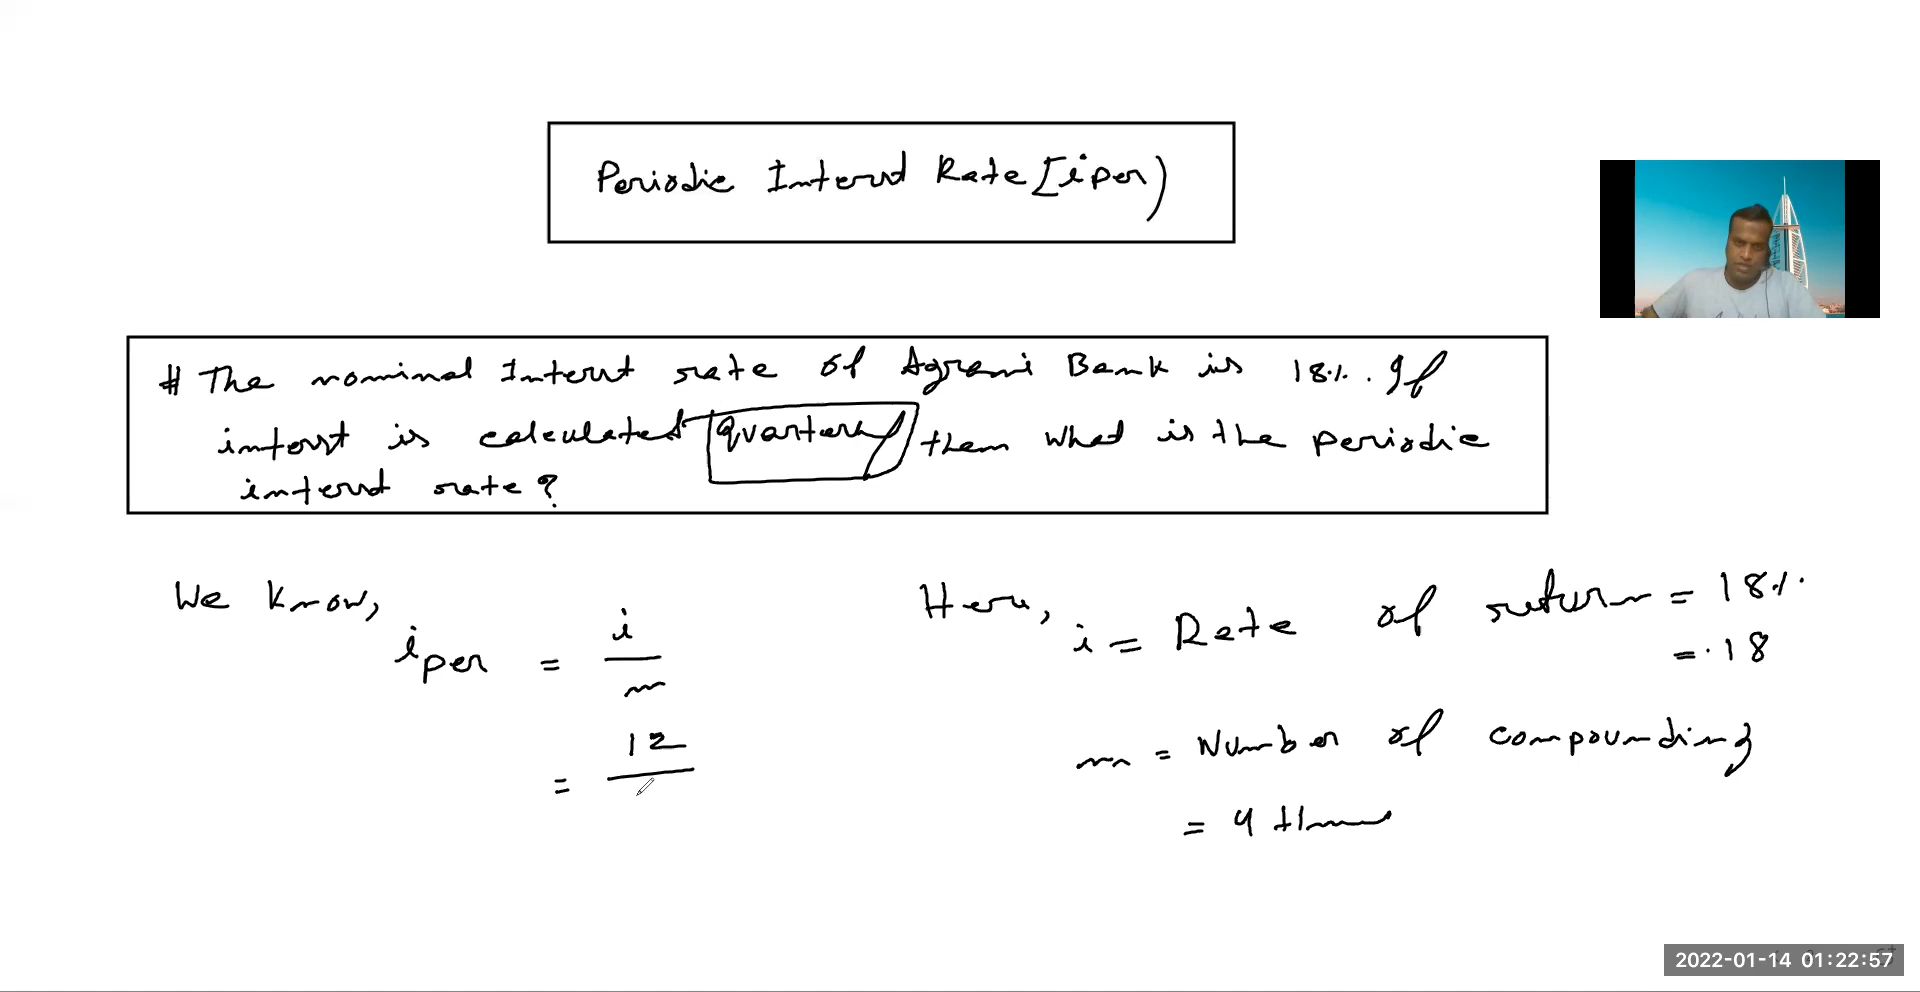 Periodic Interest Rate [iper)
# The nominal Interest rate of Agrani Bank is 18%. If
interest is calculated quarterly then what is the periodic
interest rate?
We know,
iper = i/m
= 12/
Here,
i = Rate of return = 18%.
= .18
m = Number of compounding
= 4 times
2022-01-14 01:22:57